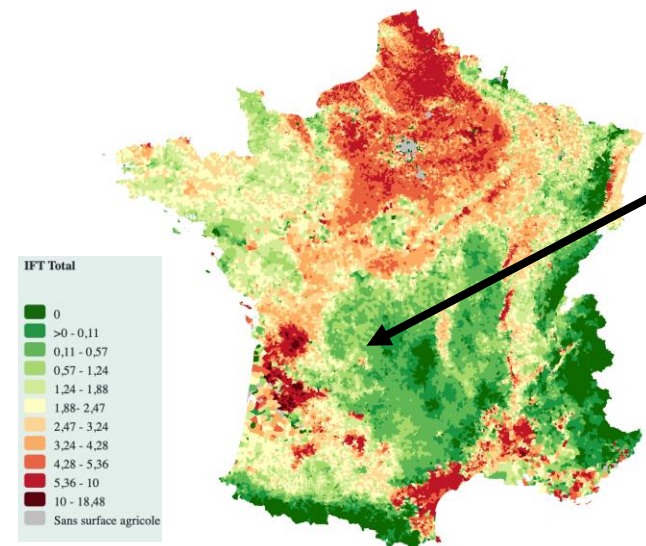 IFT Total
0
>0 - 0,11
0,11 - 0,57
0,57 - 1,24
1,24 - 1,88
1,88- 2,47
2,47 - 3,24
3,24 - 4,28
4,28 - 5,36
5,36 - 10
10 - 18,48
Sans surface agricole